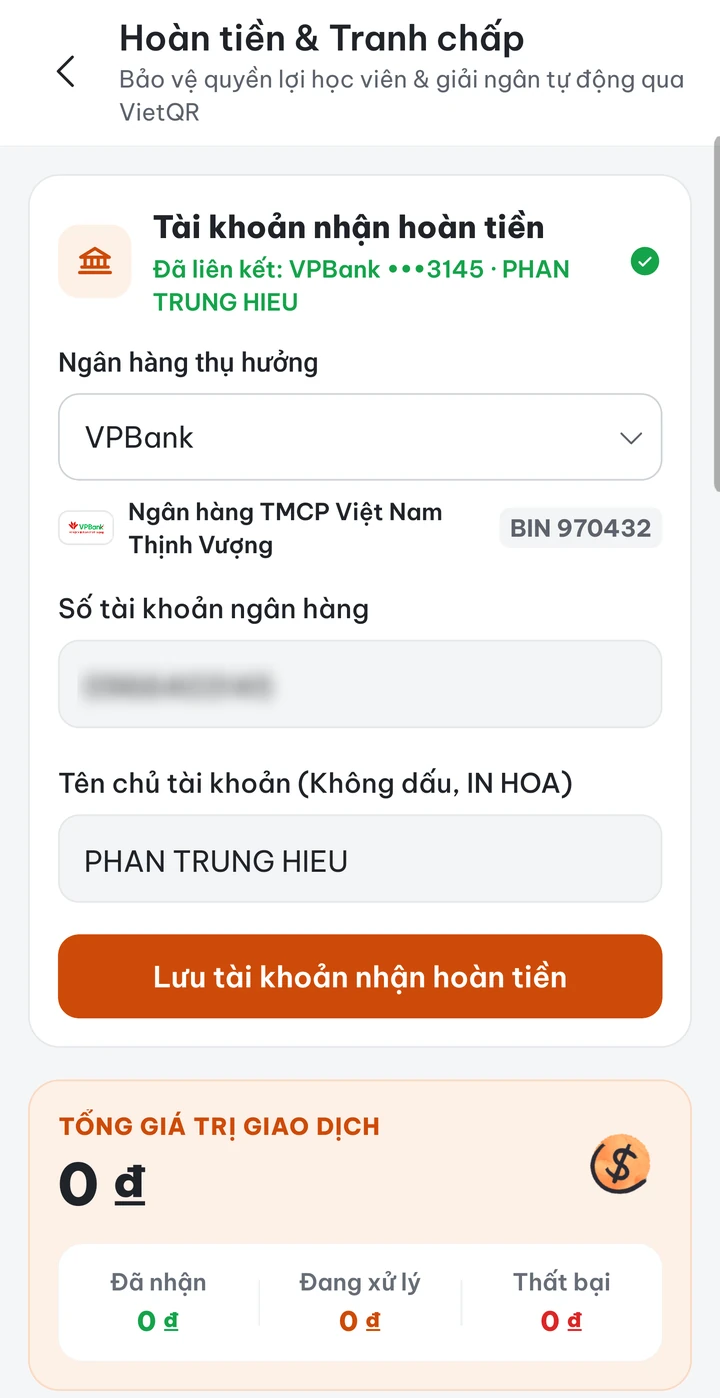 Hoàn tiền & Tranh chấp
Bảo vệ quyền lợi học viên & giải ngân tự động qua
VietQR
Tài khoản nhận hoàn tiền
Đã liên kết: VPBank •••3145 · PHAN
TRUNG HIEU
Ngân hàng thụ hưởng
VPBank
VPBank
Ngân hàng TMCP Việt Nam
Thịnh Vượng
BIN 970432
Số tài khoản ngân hàng
Tên chủ tài khoản (Không dấu, IN HOA)
PHAN TRUNG HIEU
Lưu tài khoản nhận hoàn tiền
TỔNG GIÁ TRỊ GIAO DỊCH
0 đ
$
Đã nhận
Đang xử lý
Thất bại
0 đ
0 đ
0 đ